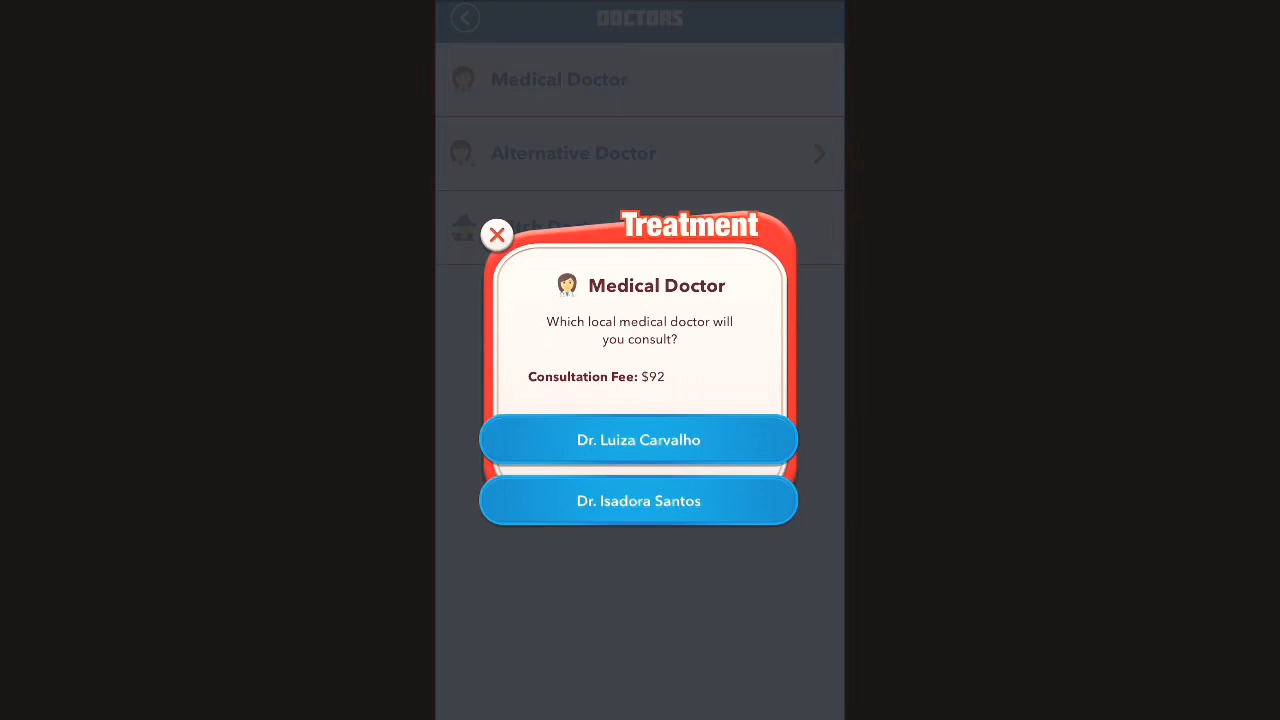 DOCTORS
Medical Doctor
Alternative Doctor
Treatment
Medical Doctor
Which local medical doctor will
you consult?
Consultation Fee: $92
Dr. Luiza Carvalho
Dr. Isadora Santos